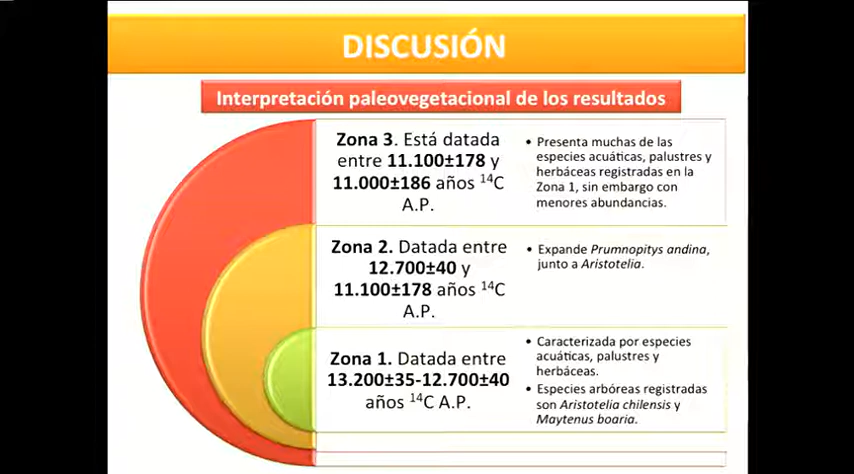 DISCUSIÓN
Interpretación paleovegetacional de los resultados
Zona 3. Está datada
entre 11.100±178 y
11.000±186 años ¹⁴C
A.P.
• Presenta muchas de las
especies acuáticas, palustres y
herbáceas registradas en la
Zona 1, sin embargo con
menores abundancias.
Zona 2. Datada entre
12.700±40 y
11.100±178 años ¹⁴C
A.P.
• Expande Prumnopitys andina,
junto a Aristotelia.
Zona 1. Datada entre
13.200±35-12.700±40
años ¹⁴C A.P.
• Caracterizada por especies
acuáticas, palustres y
herbáceas.
• Especies arbóreas registradas
son Aristotelia chilensis y
Maytenus boaria.